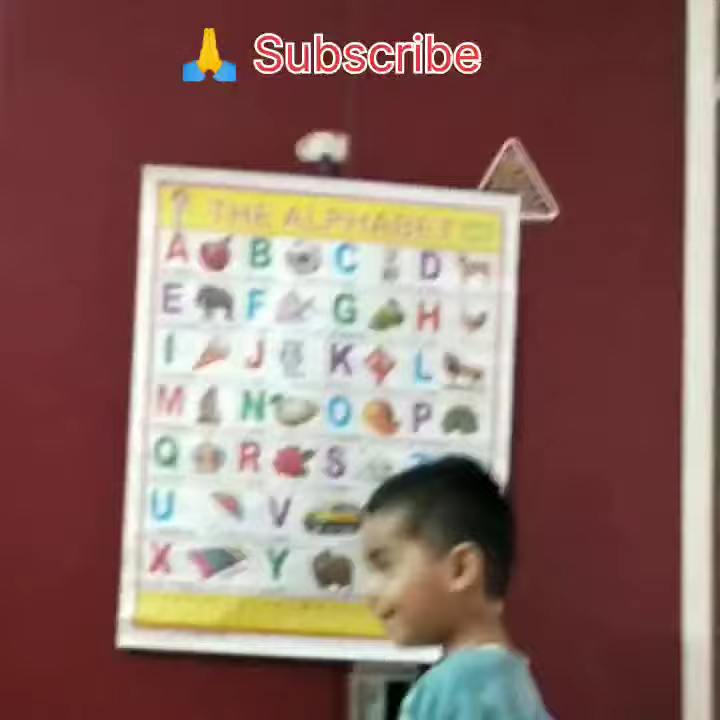 🙏 Subscribe
THE ALPHABET
A B C D
E F G H
I J K L
M N O P
Q R S
U V
X Y